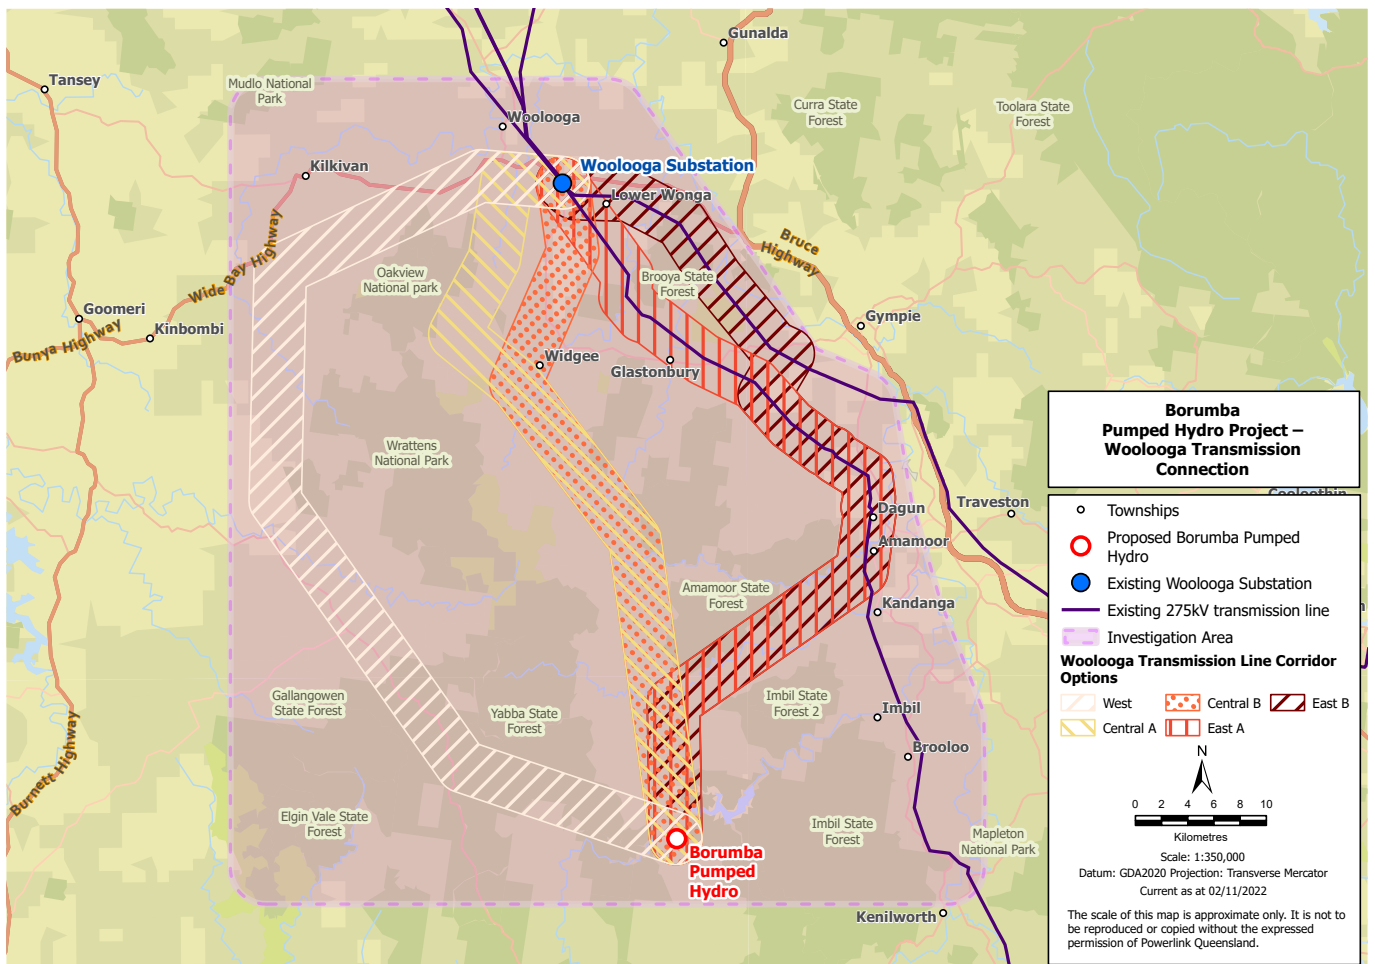 Gunalda
Tansey
Mudlo National
Park
Curra State
Forest
Toolara State
Forest
Woolooga
Kilkivan
Woolooga Substation
Lower Wonga
Bruce
Highway
Wide Bay Highway
Oakview
National park
Brooya State
Forest
Goomeri
Kinbombi
Bunya Highway
Gympie
Widgee
Glastonbury
Wrattens
National Park
Traveston
Dagun
Amamoor
Amamoor State
Forest
Kandanga
Gallangowen
State Forest
Yabba State
Forest
Imbil State
Forest 2
Imbil
Brooloo
Burnett Highway
Elgin Vale State
Forest
Imbil State
Forest
Mapleton
National Park
Borumba
Pumped
Hydro
Kenilworth
Borumba
Pumped Hydro Project –
Woolooga Transmission
Connection
Townships
Proposed Borumba Pumped
Hydro
Existing Woolooga Substation
Existing 275kV transmission line
Investigation Area
Woolooga Transmission Line Corridor
Options
West
Central B
East B
Central A
East A
N
0 2 4 6 8 10
Kilometres
Scale: 1:350,000
Datum: GDA2020 Projection: Transverse Mercator
Current as at 02/11/2022
The scale of this map is approximate only. It is not to
be reproduced or copied without the expressed
permission of Powerlink Queensland.